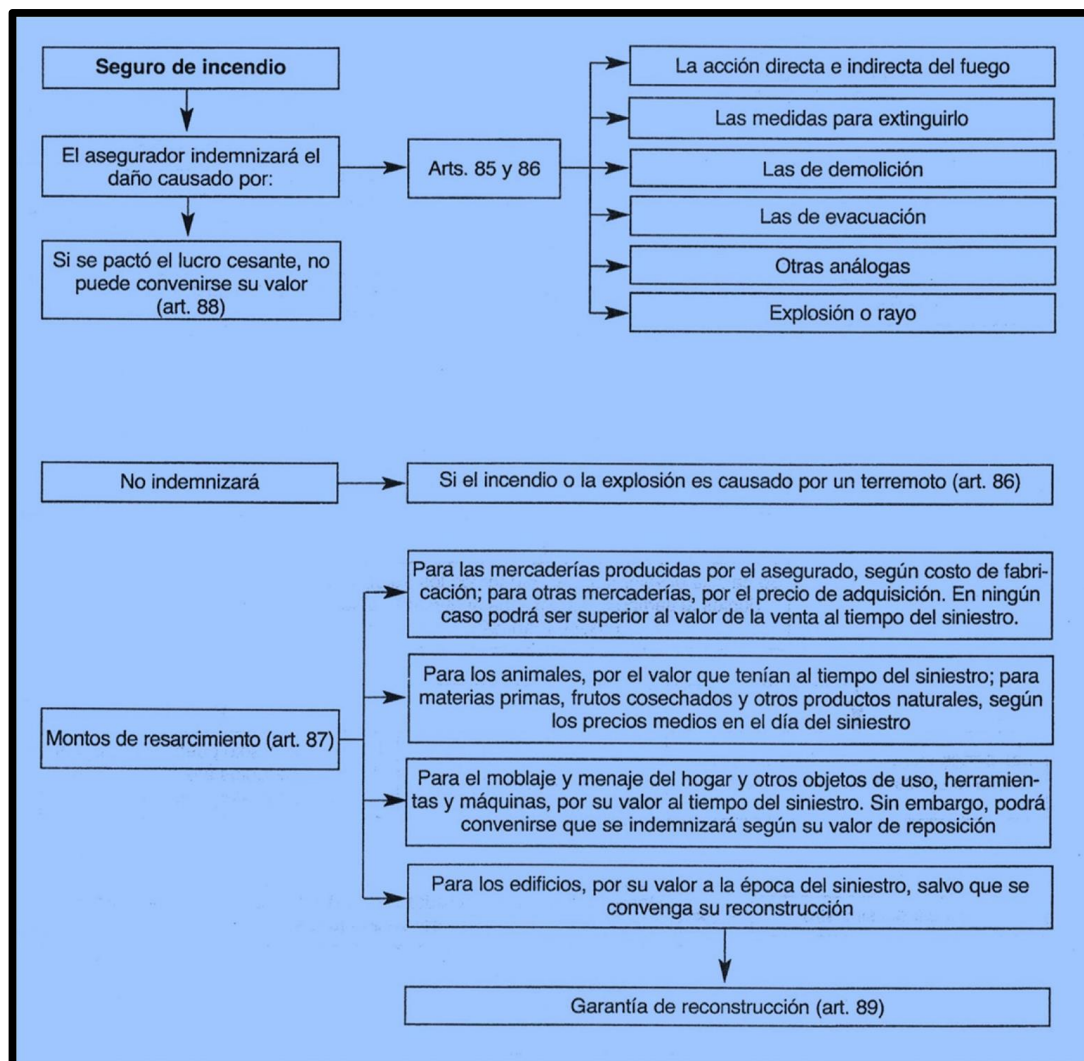 Seguro de incendio
El asegurador indemnizará el
daño causado por:
Si se pactó el lucro cesante, no
puede convenirse su valor
(art. 88)
Arts. 85 y 86
La acción directa e indirecta del fuego
Las medidas para extinguirlo
Las de demolición
Las de evacuación
Otras análogas
Explosión o rayo
No indemnizará
Si el incendio o la explosión es causado por un terremoto (art. 86)
Montos de resarcimiento (art. 87)
Para las mercaderías producidas por el asegurado, según costo de fabri-
cación; para otras mercaderías, por el precio de adquisición. En ningún
caso podrá ser superior al valor de la venta al tiempo del siniestro.
Para los animales, por el valor que tenían al tiempo del siniestro; para
materias primas, frutos cosechados y otros productos naturales, según
los precios medios en el día del siniestro
Para el moblaje y menaje del hogar y otros objetos de uso, herramien-
tas y máquinas, por su valor al tiempo del siniestro. Sin embargo, podrá
convenirse que se indemnizará según su valor de reposición
Para los edificios, por su valor a la época del siniestro, salvo que se
convenga su reconstrucción
Garantía de reconstrucción (art. 89)